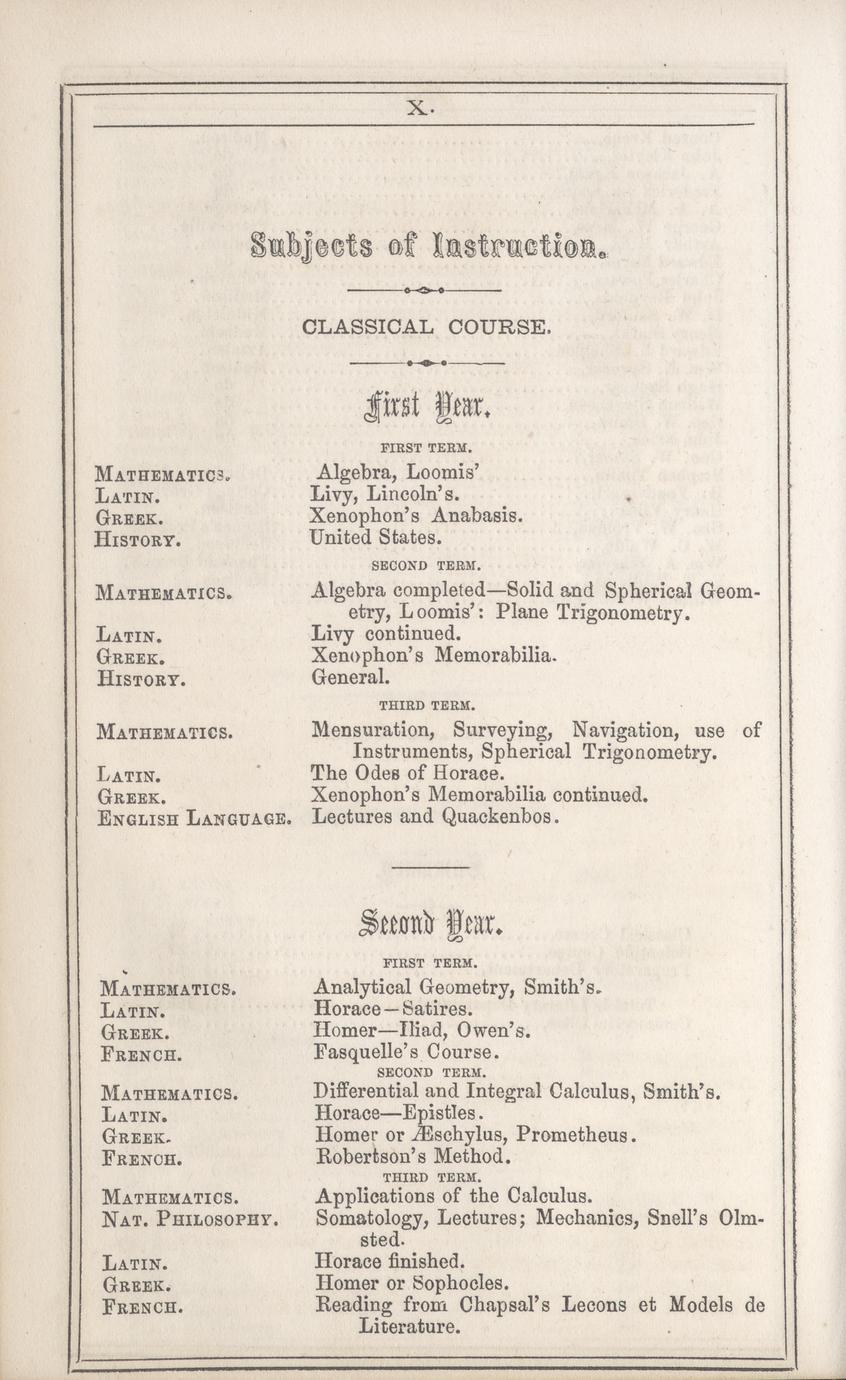 X.
Subjects of Instruction.
CLASSICAL COURSE.
First Year.
FIRST TERM.
MATHEMATICS. Algebra, Loomis'
LATIN. Livy, Lincoln's.
GREEK. Xenophon's Anabasis.
HISTORY. United States.
SECOND TERM.
MATHEMATICS. Algebra completed—Solid and Spherical Geom-
etry, Loomis': Plane Trigonometry.
LATIN. Livy continued.
GREEK. Xenophon's Memorabilia.
HISTORY. General.
THIRD TERM.
MATHEMATICS. Mensuration, Surveying, Navigation, use of
Instruments, Spherical Trigonometry.
LATIN. The Odes of Horace.
GREEK. Xenophon's Memorabilia continued.
ENGLISH LANGUAGE. Lectures and Quackenbos.
Second Year.
FIRST TERM.
MATHEMATICS. Analytical Geometry, Smith's.
LATIN. Horace—Satires.
GREEK. Homer—Iliad, Owen's.
FRENCH. Fasquelle's Course.
SECOND TERM.
MATHEMATICS. Differential and Integral Calculus, Smith's.
LATIN. Horace—Epistles.
GREEK. Homer or Æschylus, Prometheus.
FRENCH. Robertson's Method.
THIRD TERM.
MATHEMATICS. Applications of the Calculus.
NAT. PHILOSOPHY. Somatology, Lectures; Mechanics, Snell's Olm-
sted.
LATIN. Horace finished.
GREEK. Homer or Sophocles.
FRENCH. Reading from Chapsal's Lecons et Models de
Literature.